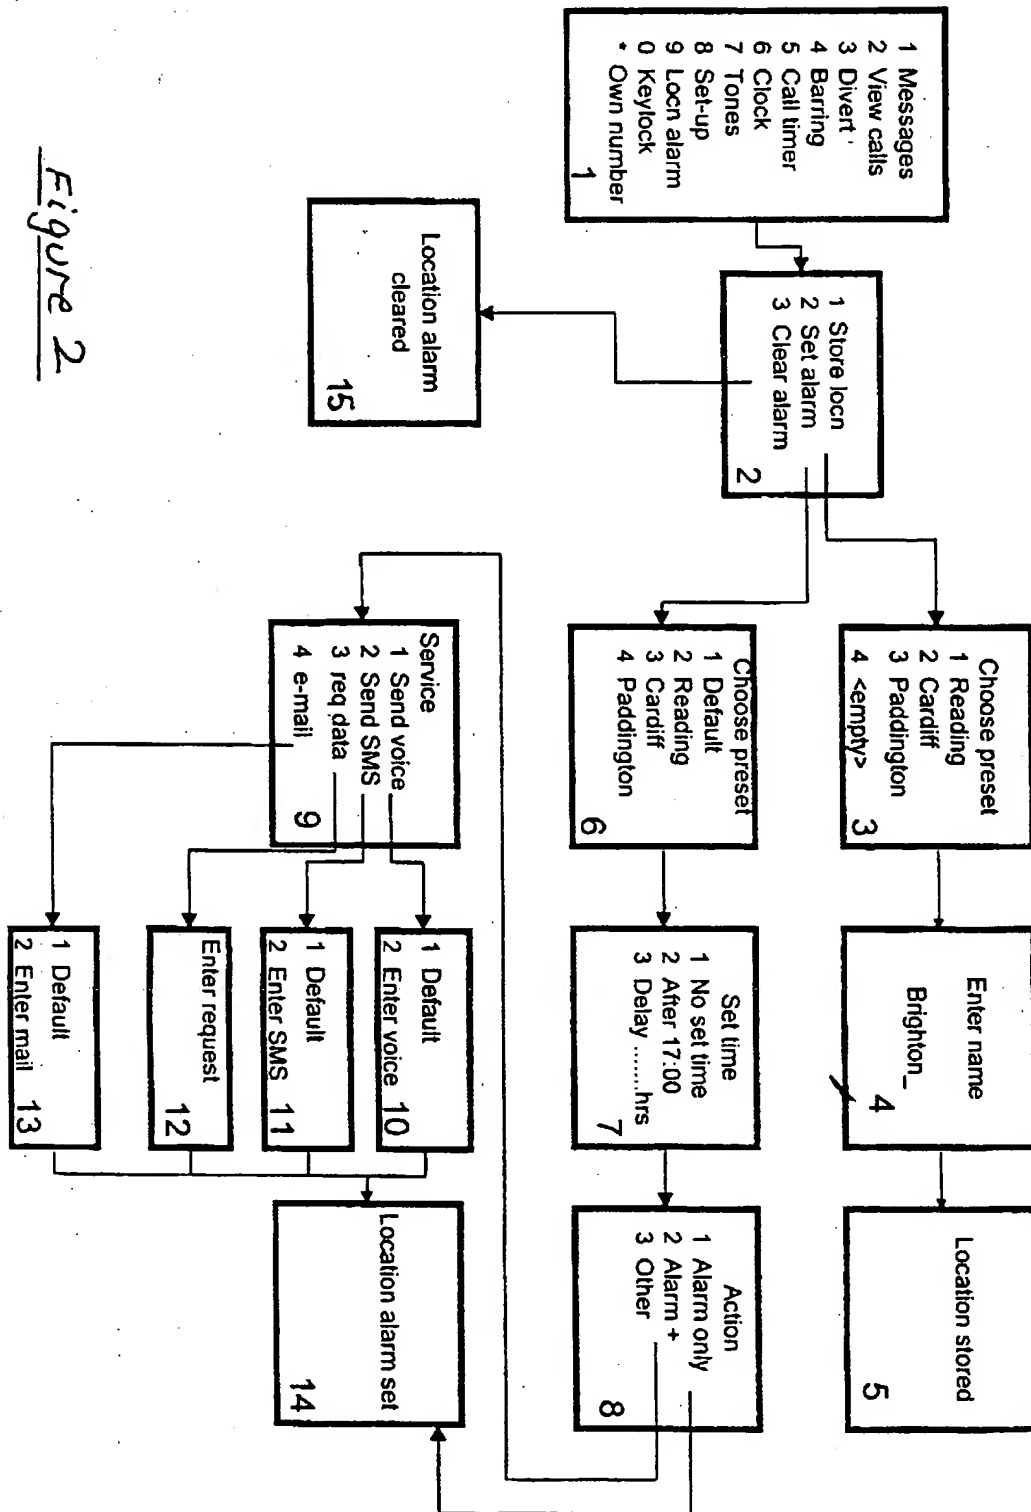 1 Messages
2 View calls
3 Divert '
4 Barring
5 Call timer
6 Clock
7 Tones
8 Set-up
9 Locn alarm
0 Keylock
* Own number
1
1 Store locn
2 Set alarm
3 Clear alarm
2
Choose preset
1 Reading
2 Cardiff
3 Paddington
4 <empty>
3
Enter name
Brighton_
4
Location stored
5
Choose preset
1 Default
2 Reading
3 Cardiff
4 Paddington
6
Set time
1 No set time
2 After 17:00
3 Delay ........hrs
7
Action
1 Alarm only
2 Alarm +
3 Other
8
Service
1 Send voice
2 Send SMS
3 req data
4 e-mail
9
1 Default
2 Enter voice
10
1 Default
2 Enter SMS
11
Enter request
12
1 Default
2 Enter mail
13
Location alarm set
14
Location alarm
cleared
15
Figure 2